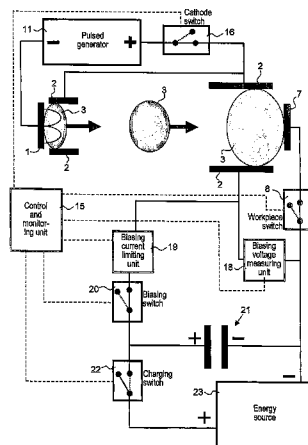 Cathode
switch
11
Pulsed
generator
−
+
16
2
3
3
2
7
1
2
3
2
8
Workpiece
switch
Control
and
monitor-
ing unit
15
Biasing
current
limiting
unit
19
18
Biasing
voltage
measuring
unit
20
Biasing
switch
21
+
−
22
Charging
switch
23
−
Energy
source
+